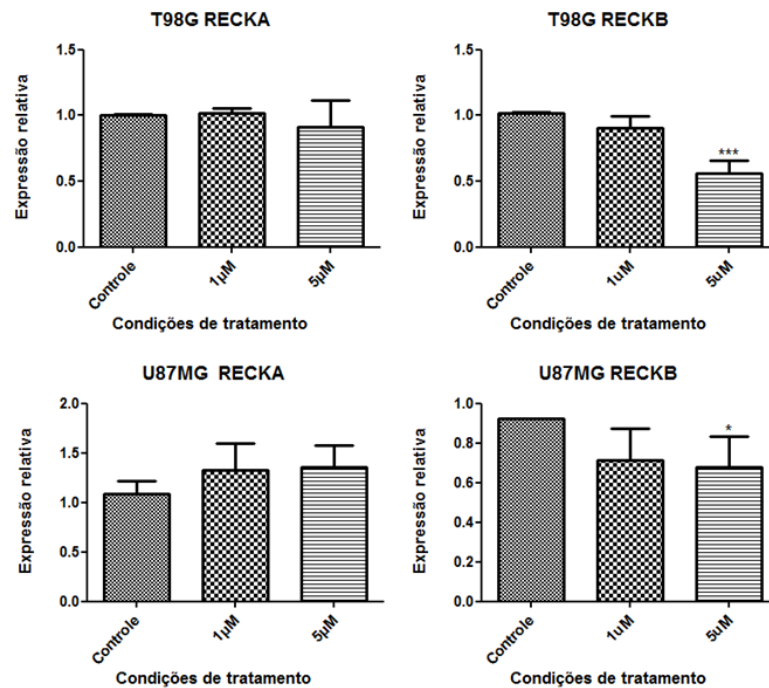 T98G RECKA
Expressão relativa
1.5
1.0
0.5
0.0
Controle
1µM
5µM
Condições de tratamento
T98G RECKB
Expressão relativa
1.5
1.0
0.5
0.0
***
Controle
1uM
5uM
Condições de tratamento
U87MG RECKA
Expressão relativa
2.0
1.5
1.0
0.5
0.0
Controle
1µM
5µM
Condições de tratamento
U87MG RECKB
Expressão relativa
1.0
0.8
0.6
0.4
0.2
0.0
*
Controle
1uM
5uM
Condições de tratamento